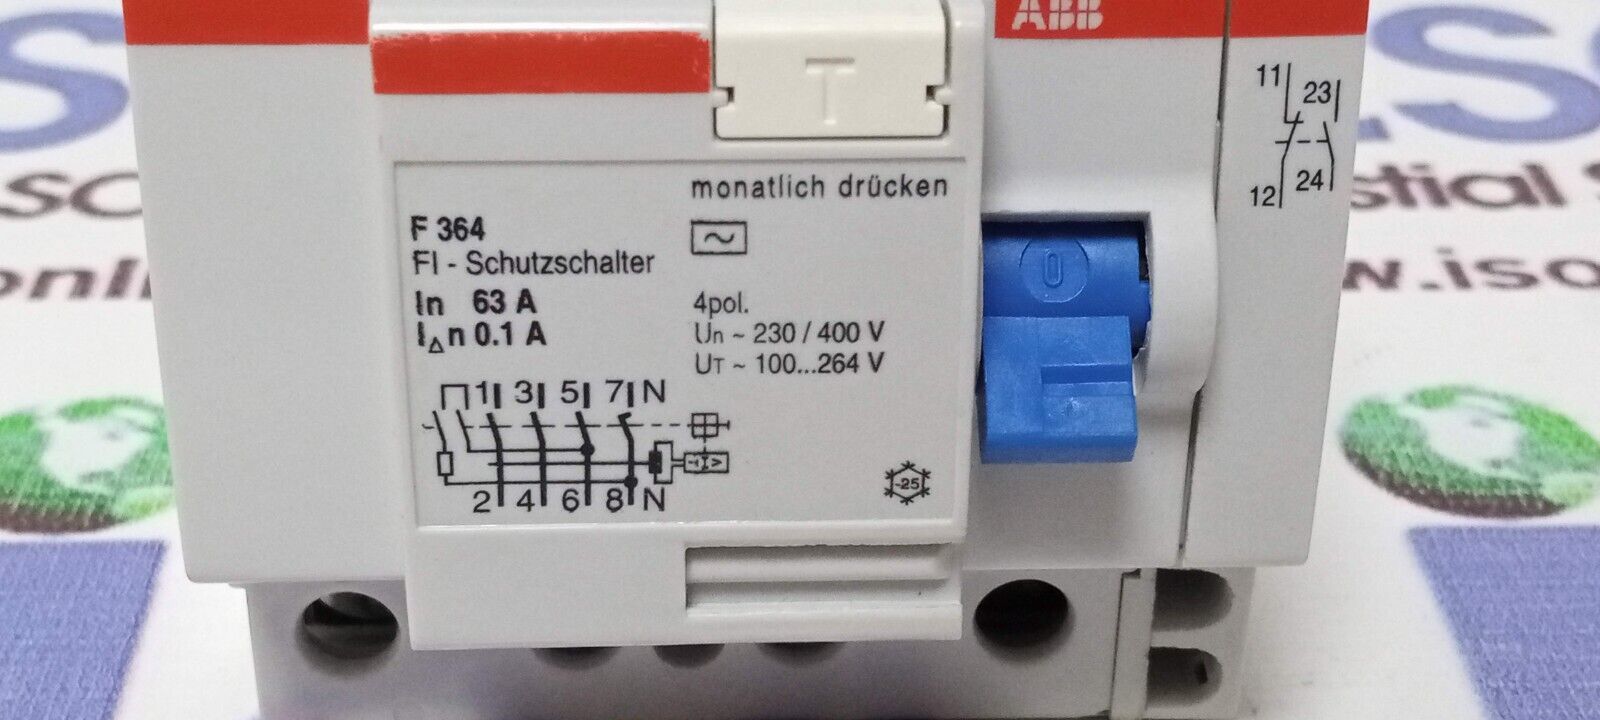 ABB
T
11
23
12
24
monatlich drücken
F 364
FI - Schutzschalter
In 63 A
I∆n 0.1 A
4pol.
Un ~ 230 / 400 V
UT ~ 100...264 V
1 3 5 7 N
2 4 6 8 N
-25
0